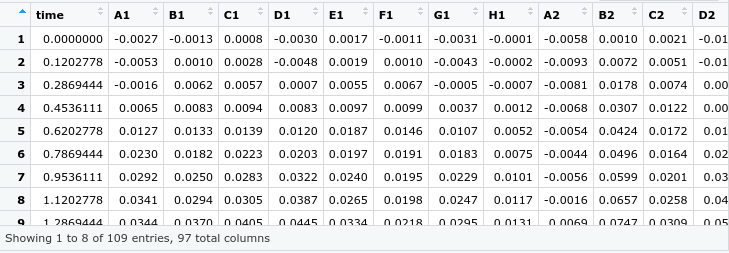 time A1 B1 C1 D1 E1 F1 G1 H1 A2 B2 C2 D2
1 0.0000000 -0.0027 -0.0013 0.0008 -0.0030 0.0017 -0.0011 -0.0031 -0.0001 -0.0058 0.0010 0.0021 -0.01
2 0.1202778 -0.0053 0.0010 0.0028 -0.0048 0.0019 0.0010 -0.0043 -0.0002 -0.0093 0.0072 0.0051 -0.01
3 0.2869444 -0.0016 0.0062 0.0057 0.0007 0.0055 0.0067 -0.0005 -0.0007 -0.0081 0.0178 0.0074 0.00
4 0.4536111 0.0065 0.0083 0.0094 0.0083 0.0097 0.0099 0.0037 0.0012 -0.0068 0.0307 0.0122 0.00
5 0.6202778 0.0127 0.0133 0.0139 0.0120 0.0187 0.0146 0.0107 0.0052 -0.0054 0.0424 0.0172 0.01
6 0.7869444 0.0230 0.0182 0.0223 0.0203 0.0197 0.0191 0.0183 0.0075 -0.0044 0.0496 0.0164 0.02
7 0.9536111 0.0292 0.0250 0.0283 0.0322 0.0240 0.0195 0.0229 0.0101 -0.0056 0.0599 0.0201 0.03
8 1.1202778 0.0341 0.0294 0.0305 0.0387 0.0265 0.0198 0.0247 0.0117 -0.0016 0.0657 0.0258 0.04
9 1.2869444 0.0344 0.0370 0.0405 0.0445 0.0334 0.0218 0.0295 0.0131 0.0069 0.0747 0.0309 0.05
Showing 1 to 8 of 109 entries, 97 total columns